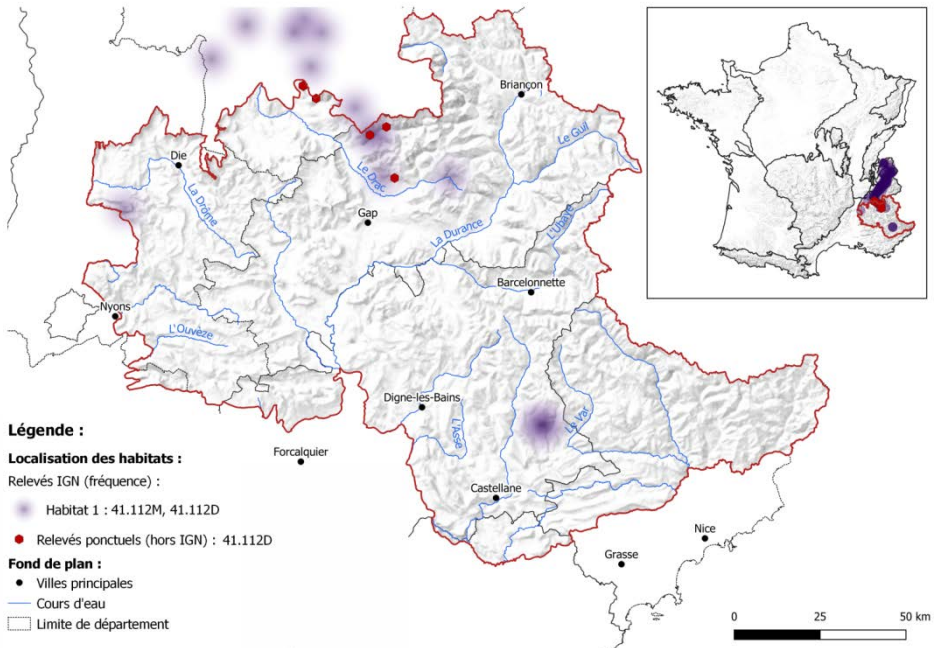 Briançon
Le Guil
Die
Le Drac
La Drôme
Gap
La Durance
L'Ubaye
Barcelonnette
Nyons
L'Ouvèze
Digne-les-Bains
L'Asse
Le Var
Légende :
Localisation des habitats :
Forcalquier
Relevés IGN (fréquence) :
Castellane
Habitat 1 : 41.112M, 41.112D
Relevés ponctuels (hors IGN) : 41.112D
Nice
Fond de plan :
Grasse
Villes principales
Cours d'eau
0 25 50 km
Limite de département